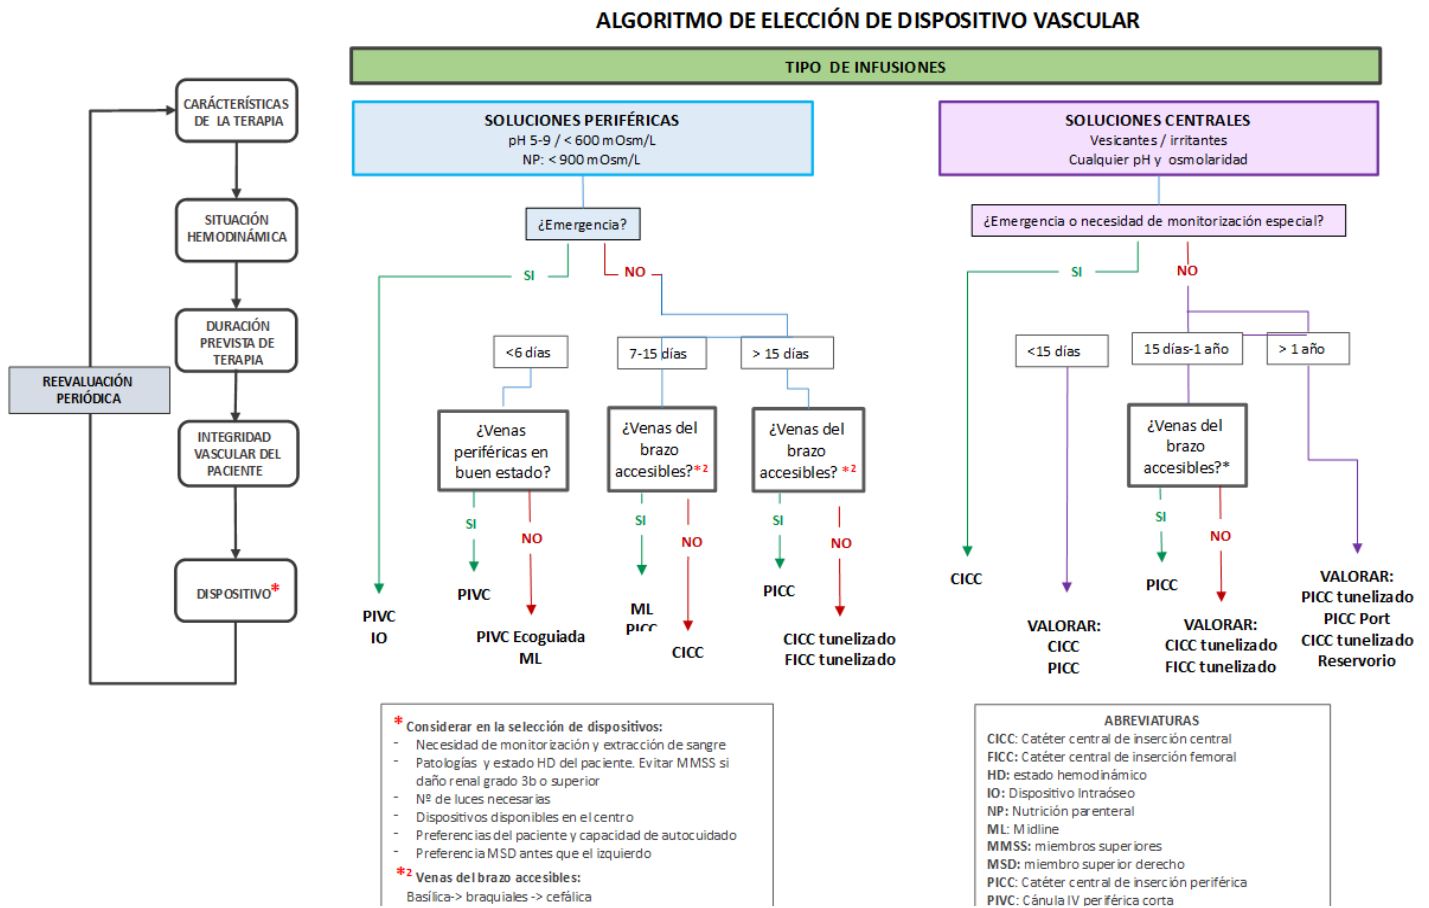 ALGORITMO DE ELECCIÓN DE DISPOSITIVO VASCULAR
TIPO DE INFUSIONES
CARÁCTERÍSTICAS
DE LA TERAPIA
SITUACIÓN
HEMODINÁMICA
DURACIÓN
PREVISTA DE
TERAPIA
REEVALUACIÓN
PERIÓDICA
INTEGRIDAD
VASCULAR DEL
PACIENTE
DISPOSITIVO*
SOLUCIONES PERIFÉRICAS
pH 5-9 / < 600 mOsm/L
NP: < 900 mOsm/L
¿Emergencia?
SI
NO
<6 días
7-15 días
> 15 días
¿Venas
periféricas en
buen estado?
¿Venas del
brazo
accesibles?*2
¿Venas del
brazo
accesibles? *2
SI
NO
SI
NO
SI
NO
PIVC
IO
PIVC
PIVC Ecoguiada
ML
ML
PICC
CICC
PICC
CICC tunelizado
FICC tunelizado
SOLUCIONES CENTRALES
Vesicantes / irritantes
Cualquier pH y osmolaridad
¿Emergencia o necesidad de monitorización especial?
SI
NO
<15 días
15 días-1 año
> 1 año
¿Venas del
brazo
accesibles?*
SI
NO
CICC
VALORAR:
CICC
PICC
PICC
VALORAR:
CICC tunelizado
FICC tunelizado
VALORAR:
PICC tunelizado
PICC Port
CICC tunelizado
Reservorio
* Considerar en la selección de dispositivos:
- Necesidad de monitorización y extracción de sangre
- Patologías y estado HD del paciente. Evitar MMSS si
daño renal grado 3b o superior
- Nº de luces necesarias
- Dispositivos disponibles en el centro
- Preferencias del paciente y capacidad de autocuidado
- Preferencia MSD antes que el izquierdo
*2 Venas del brazo accesibles:
Basílica-> braquiales -> cefálica
ABREVIATURAS
CICC: Catéter central de inserción central
FICC: Catéter central de inserción femoral
HD: estado hemodinámico
IO: Dispositivo Intraóseo
NP: Nutrición parenteral
ML: Midline
MMSS: miembros superiores
MSD: miembro superior derecho
PICC: Catéter central de inserción periférica
PIVC: Cánula IV periférica corta